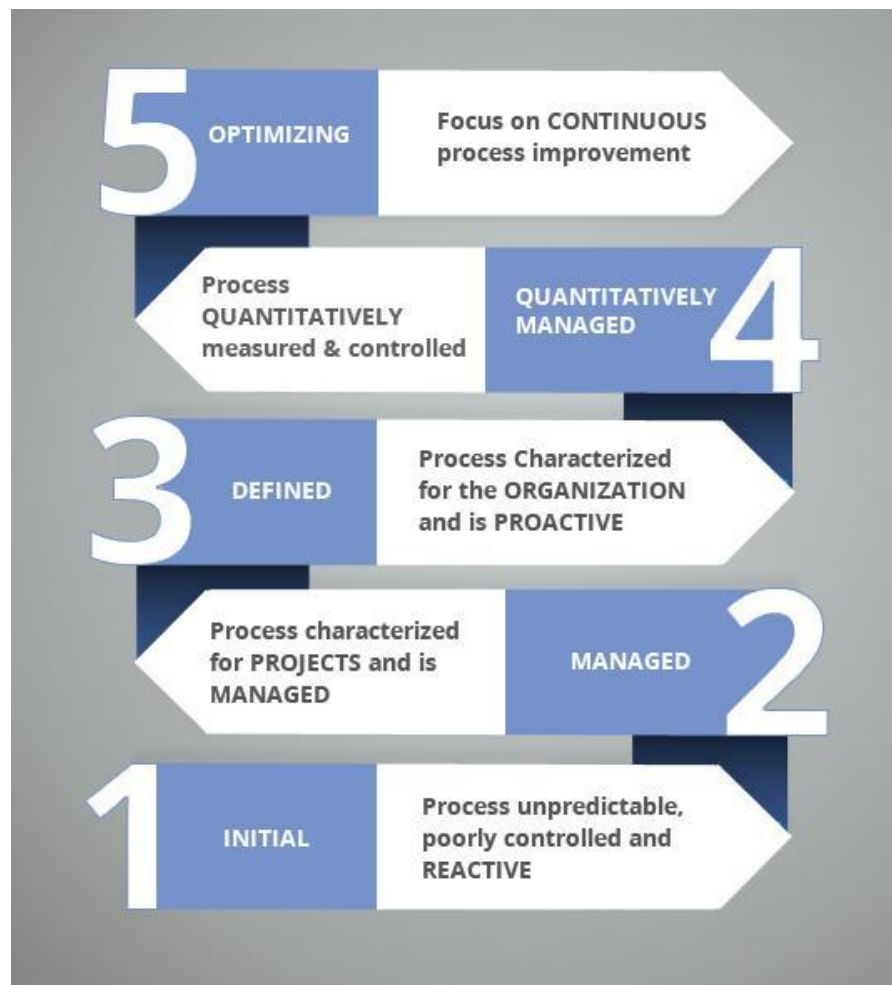 5
OPTIMIZING
Focus on CONTINUOUS
process improvement
Process
QUANTITATIVELY
measured & controlled
QUANTITATIVELY
MANAGED
4
3
DEFINED
Process Characterized
for the ORGANIZATION
and is PROACTIVE
Process characterized
for PROJECTS and is
MANAGED
MANAGED
2
1
INITIAL
Process unpredictable,
poorly controlled and
REACTIVE